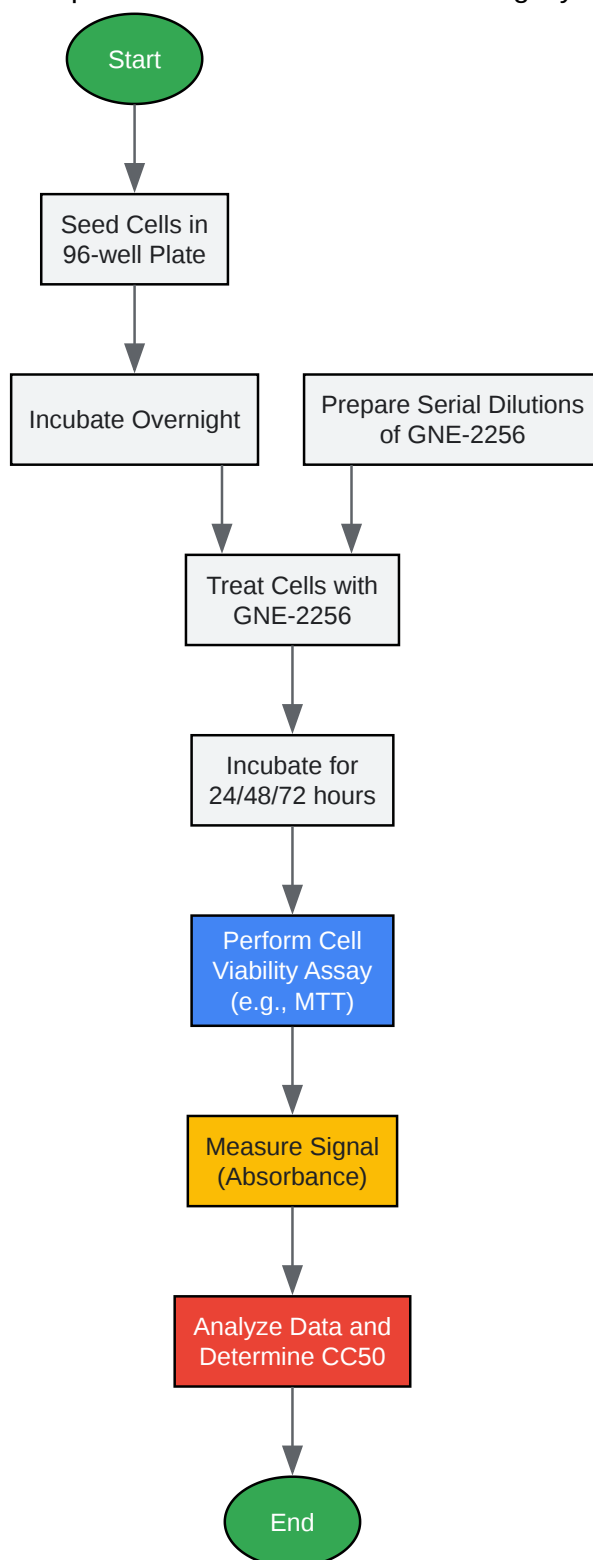 Start
Seed Cells in
96-well Plate
Incubate Overnight
Prepare Serial Dilutions
of GNE-2256
Treat Cells with
GNE-2256
Incubate for
24/48/72 hours
Perform Cell
Viability Assay
(e.g., MTT)
Measure Signal
(Absorbance)
Analyze Data and
Determine CC50
End